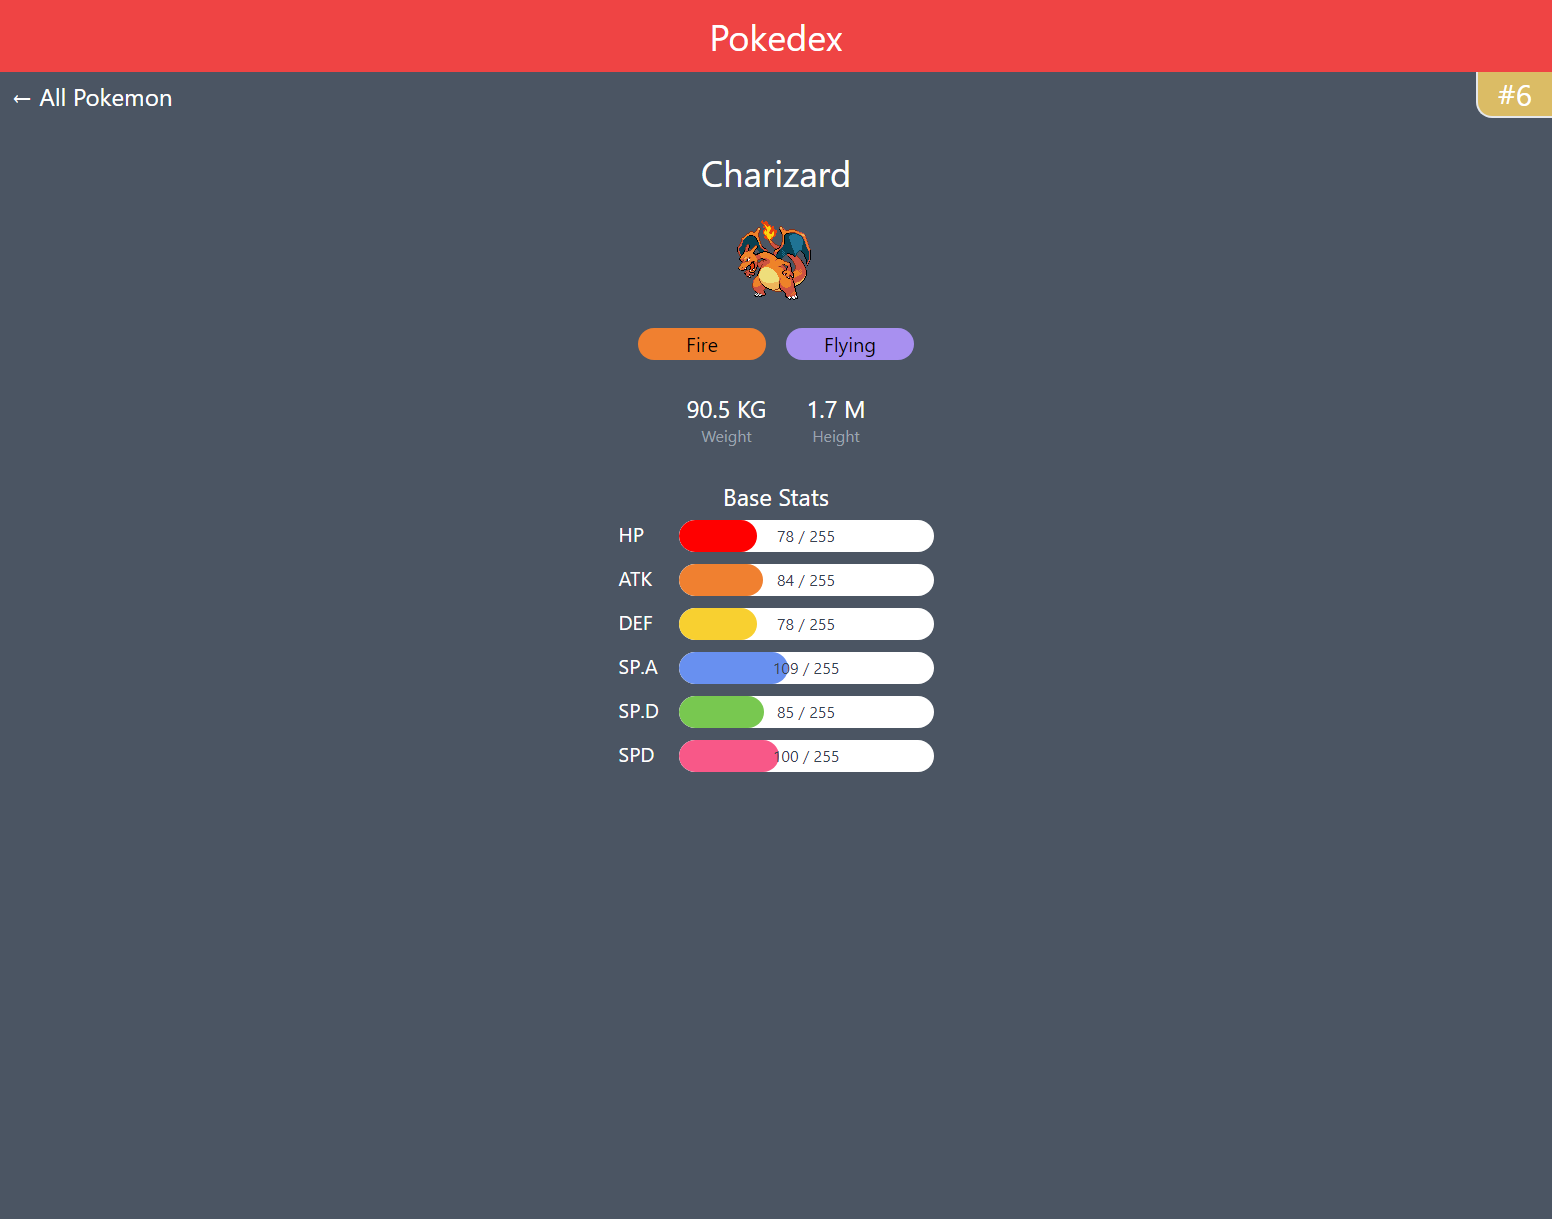 Pokedex
← All Pokemon
#6
Charizard
Fire
Flying
90.5 KG
Weight
1.7 M
Height
Base Stats
HP 78 / 255
ATK 84 / 255
DEF 78 / 255
SP.A 109 / 255
SP.D 85 / 255
SPD 100 / 255